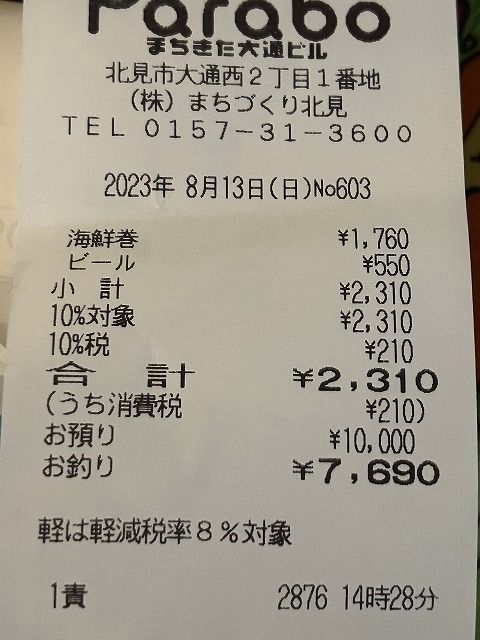 Parabo
まちきた大通ビル
北見市大通西2丁目1番地
(株)まちづくり北見
TEL 0157-31-3600
2023年 8月13日(日)No603
海鮮巻 ¥1,760
ビール ¥550
小 計 ¥2,310
10%対象 ¥2,310
10%税 ¥210
合 計 ¥2,310
(うち消費税 ¥210)
お預り ¥10,000
お釣り ¥7,690
軽は軽減税率8%対象
1責 2876 14時28分